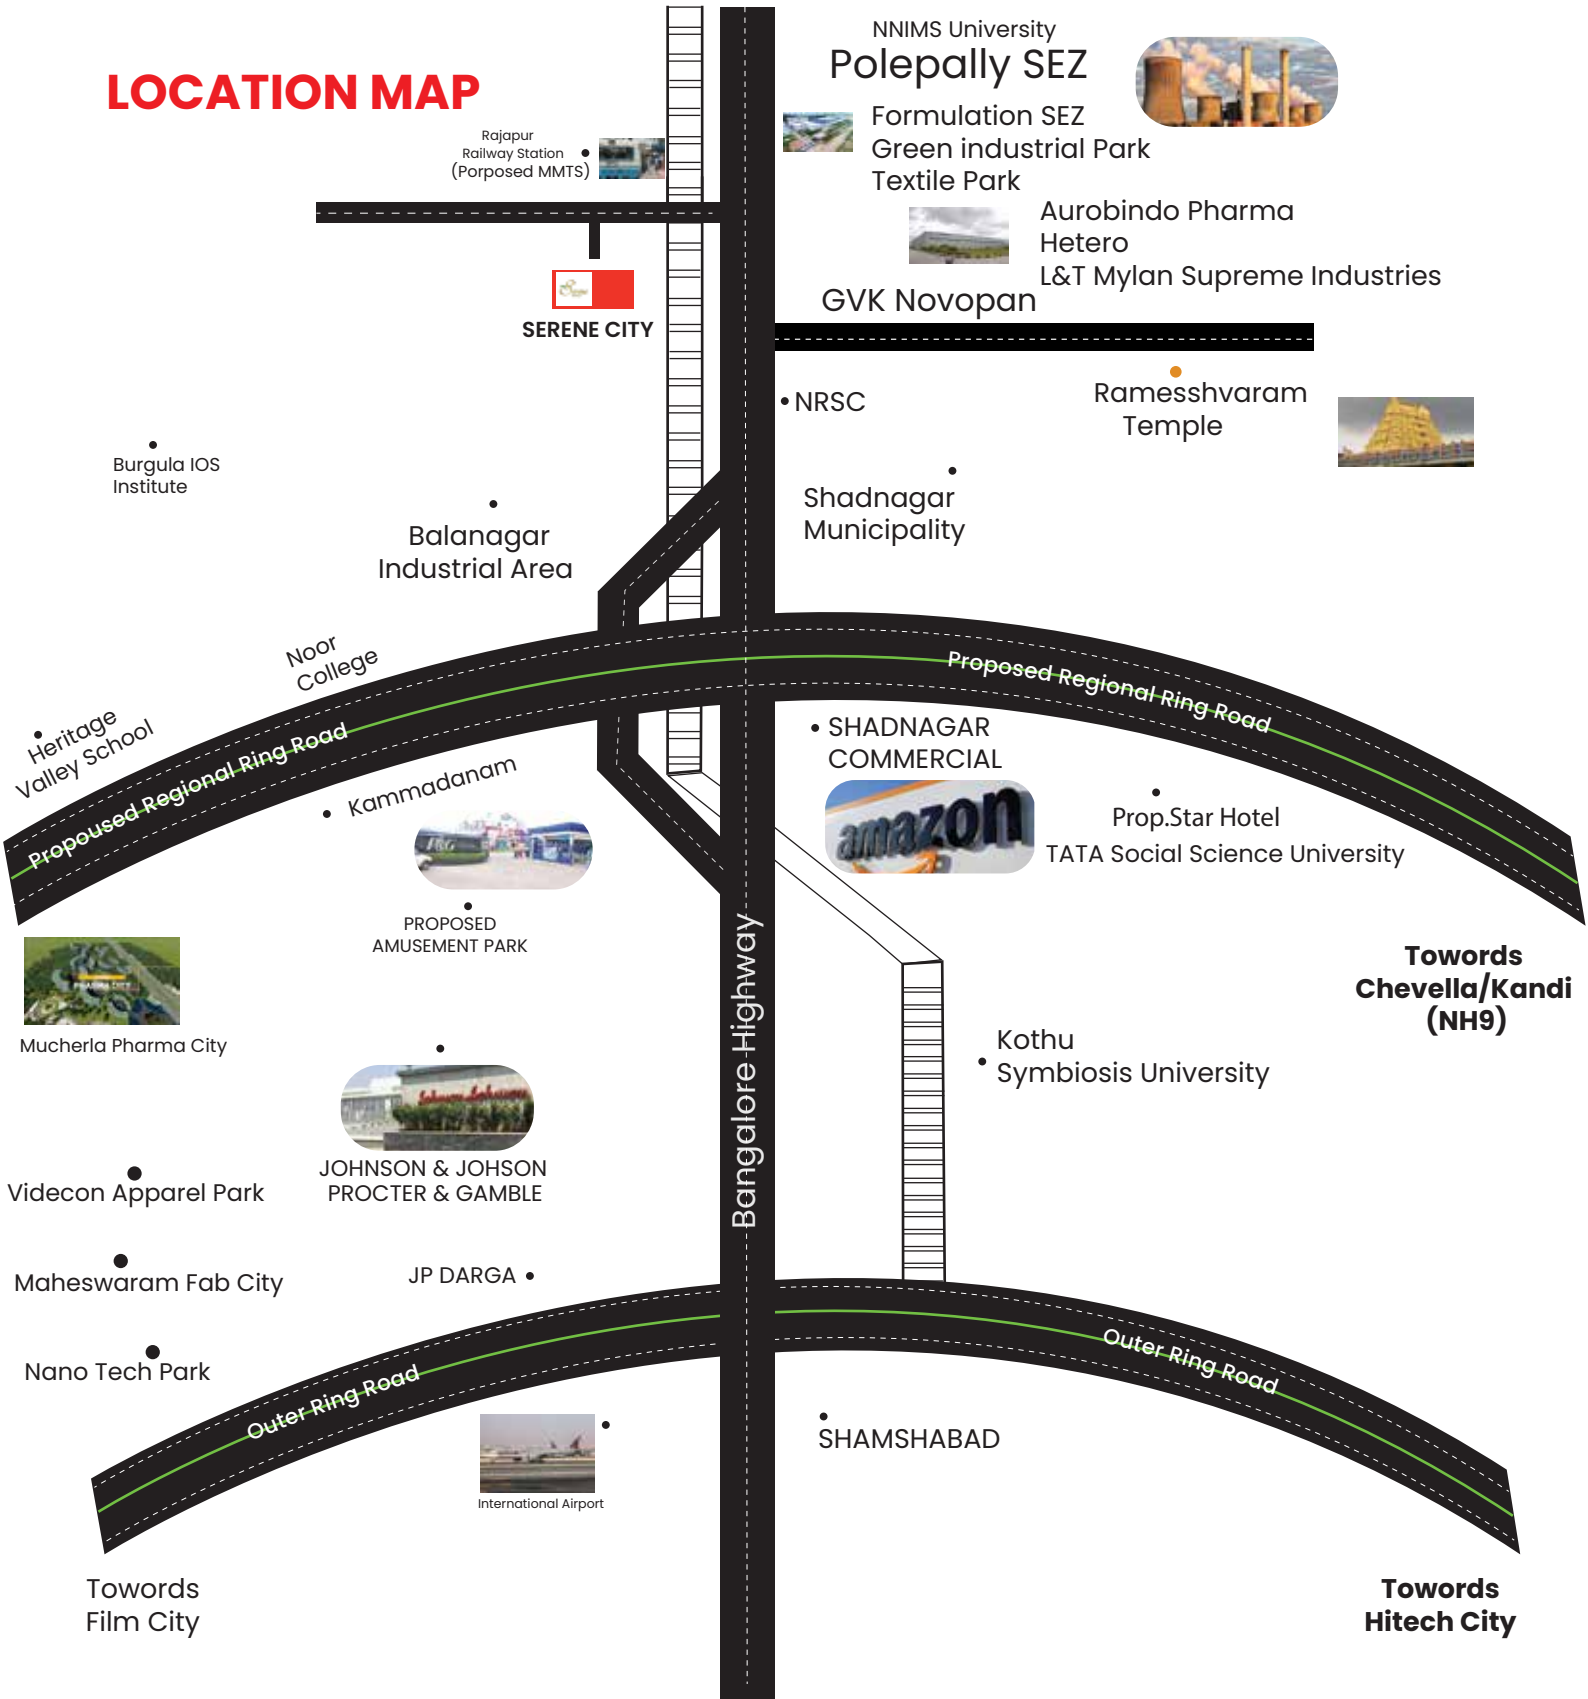 NNIMS University
Polepally SEZ
LOCATION MAP
Formulation SEZ
Green industrial Park
Textile Park
Rajapur
Railway Station
(Porposed MMTS)
Aurobindo Pharma
Hetero
L&T Mylan Supreme Industries
GVK Novopan
SERENE CITY
Ramesshvaram
Temple
NRSC
Burgula IOS
Institute
Shadnagar
Municipality
Balanagar
Industrial Area
Noor
College
Proposed Regional Ring Road
Heritage
Valley School
Propoused Regional Ring Road
SHADNAGAR
COMMERCIAL
Kammadanam
amazon
Prop.Star Hotel
TATA Social Science University
PROPOSED
AMUSEMENT PARK
Bangalore Highway
Towords
Chevella/Kandi
(NH9)
PHARMA CITY
Mucherla Pharma City
Kothu
Symbiosis University
Johnson & Johnson
JOHNSON & JOHSON
PROCTER & GAMBLE
Videcon Apparel Park
Maheswaram Fab City
JP DARGA
Nano Tech Park
Outer Ring Road
Outer Ring Road
SHAMSHABAD
International Airport
Towords
Film City
Towords
Hitech City